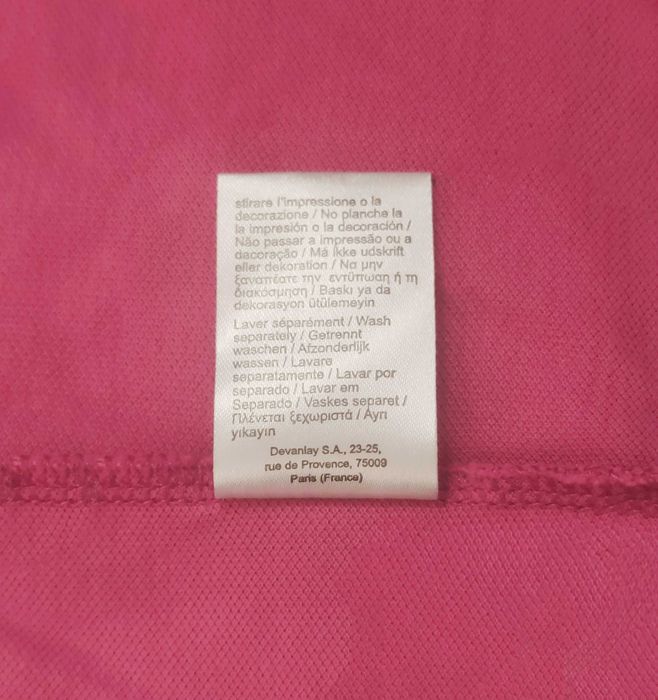 stirare l'impressione o la
decorazione / No planche la
la impresión o la decoración /
Não passar a impressão ou a
decoração / Må ikke udskrift
eller dekoration / Να μην
ξαναπέσετε την εντύπωση ή τη
διακόσμηση / Baskı ya da
dekorasyon ütülemeyin
Laver séparément / Wash
separately / Getrennt
waschen / Afzonderlijk
wassen / Lavare
separatamente / Lavar por
separado / Lavar em
Separado / Vaskes separet /
Πλένεται ξεχωριστά / Ayrı
yıkayın
Devanlay S.A., 23-25,
rue de Provence, 75009
Paris (France)